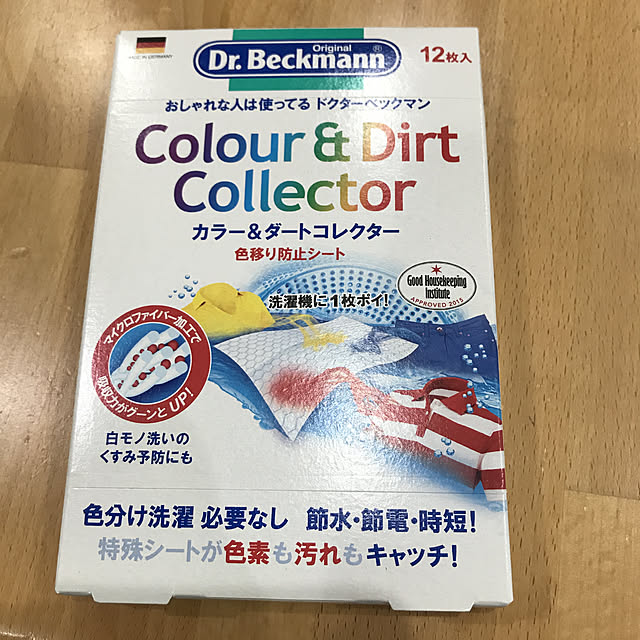 Original
Dr. Beckmann®
MADE IN GERMANY
12枚入
おしゃれな人は使ってる ドクターベックマン
Colour & Dirt
Collector
カラー&ダートコレクター
色移り防止シート
Good Housekeeping
Institute
APPROVED 2015
洗濯機に1枚ポイ!
マイクロファイバー加工で
吸収力がグーンとUP!
白モノ洗いの
くすみ予防にも
色分け洗濯 必要なし 節水・節電・時短!
特殊シートが色素も汚れもキャッチ!